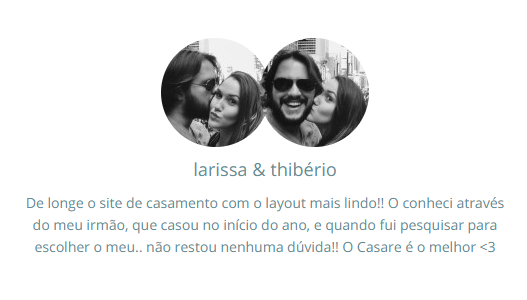 larissa & thibério
De longe o site de casamento com o layout mais lindo!! O conheci através
do meu irmão, que casou no início do ano, e quando fui pesquisar para
escolher o meu.. não restou nenhuma dúvida!! O Casare é o melhor <3